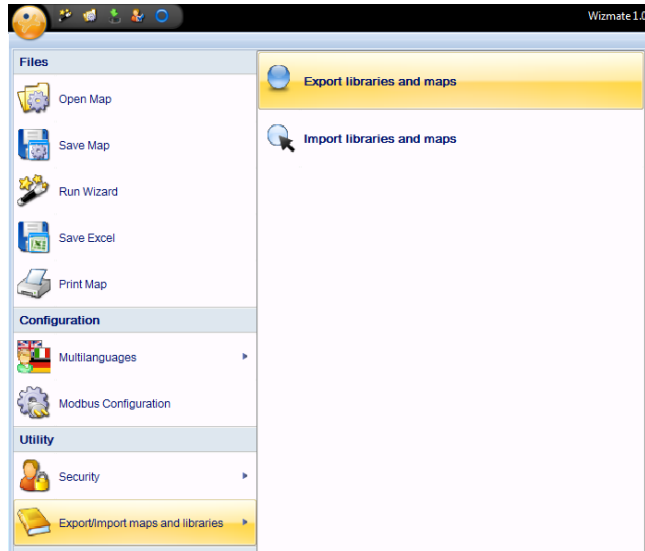 Wizmate 1.0
Files
Open Map
Save Map
Run Wizard
Save Excel
Print Map
Configuration
Multilanguages
Modbus Configuration
Utility
Security
Export/Import maps and libraries
Export libraries and maps
Import libraries and maps